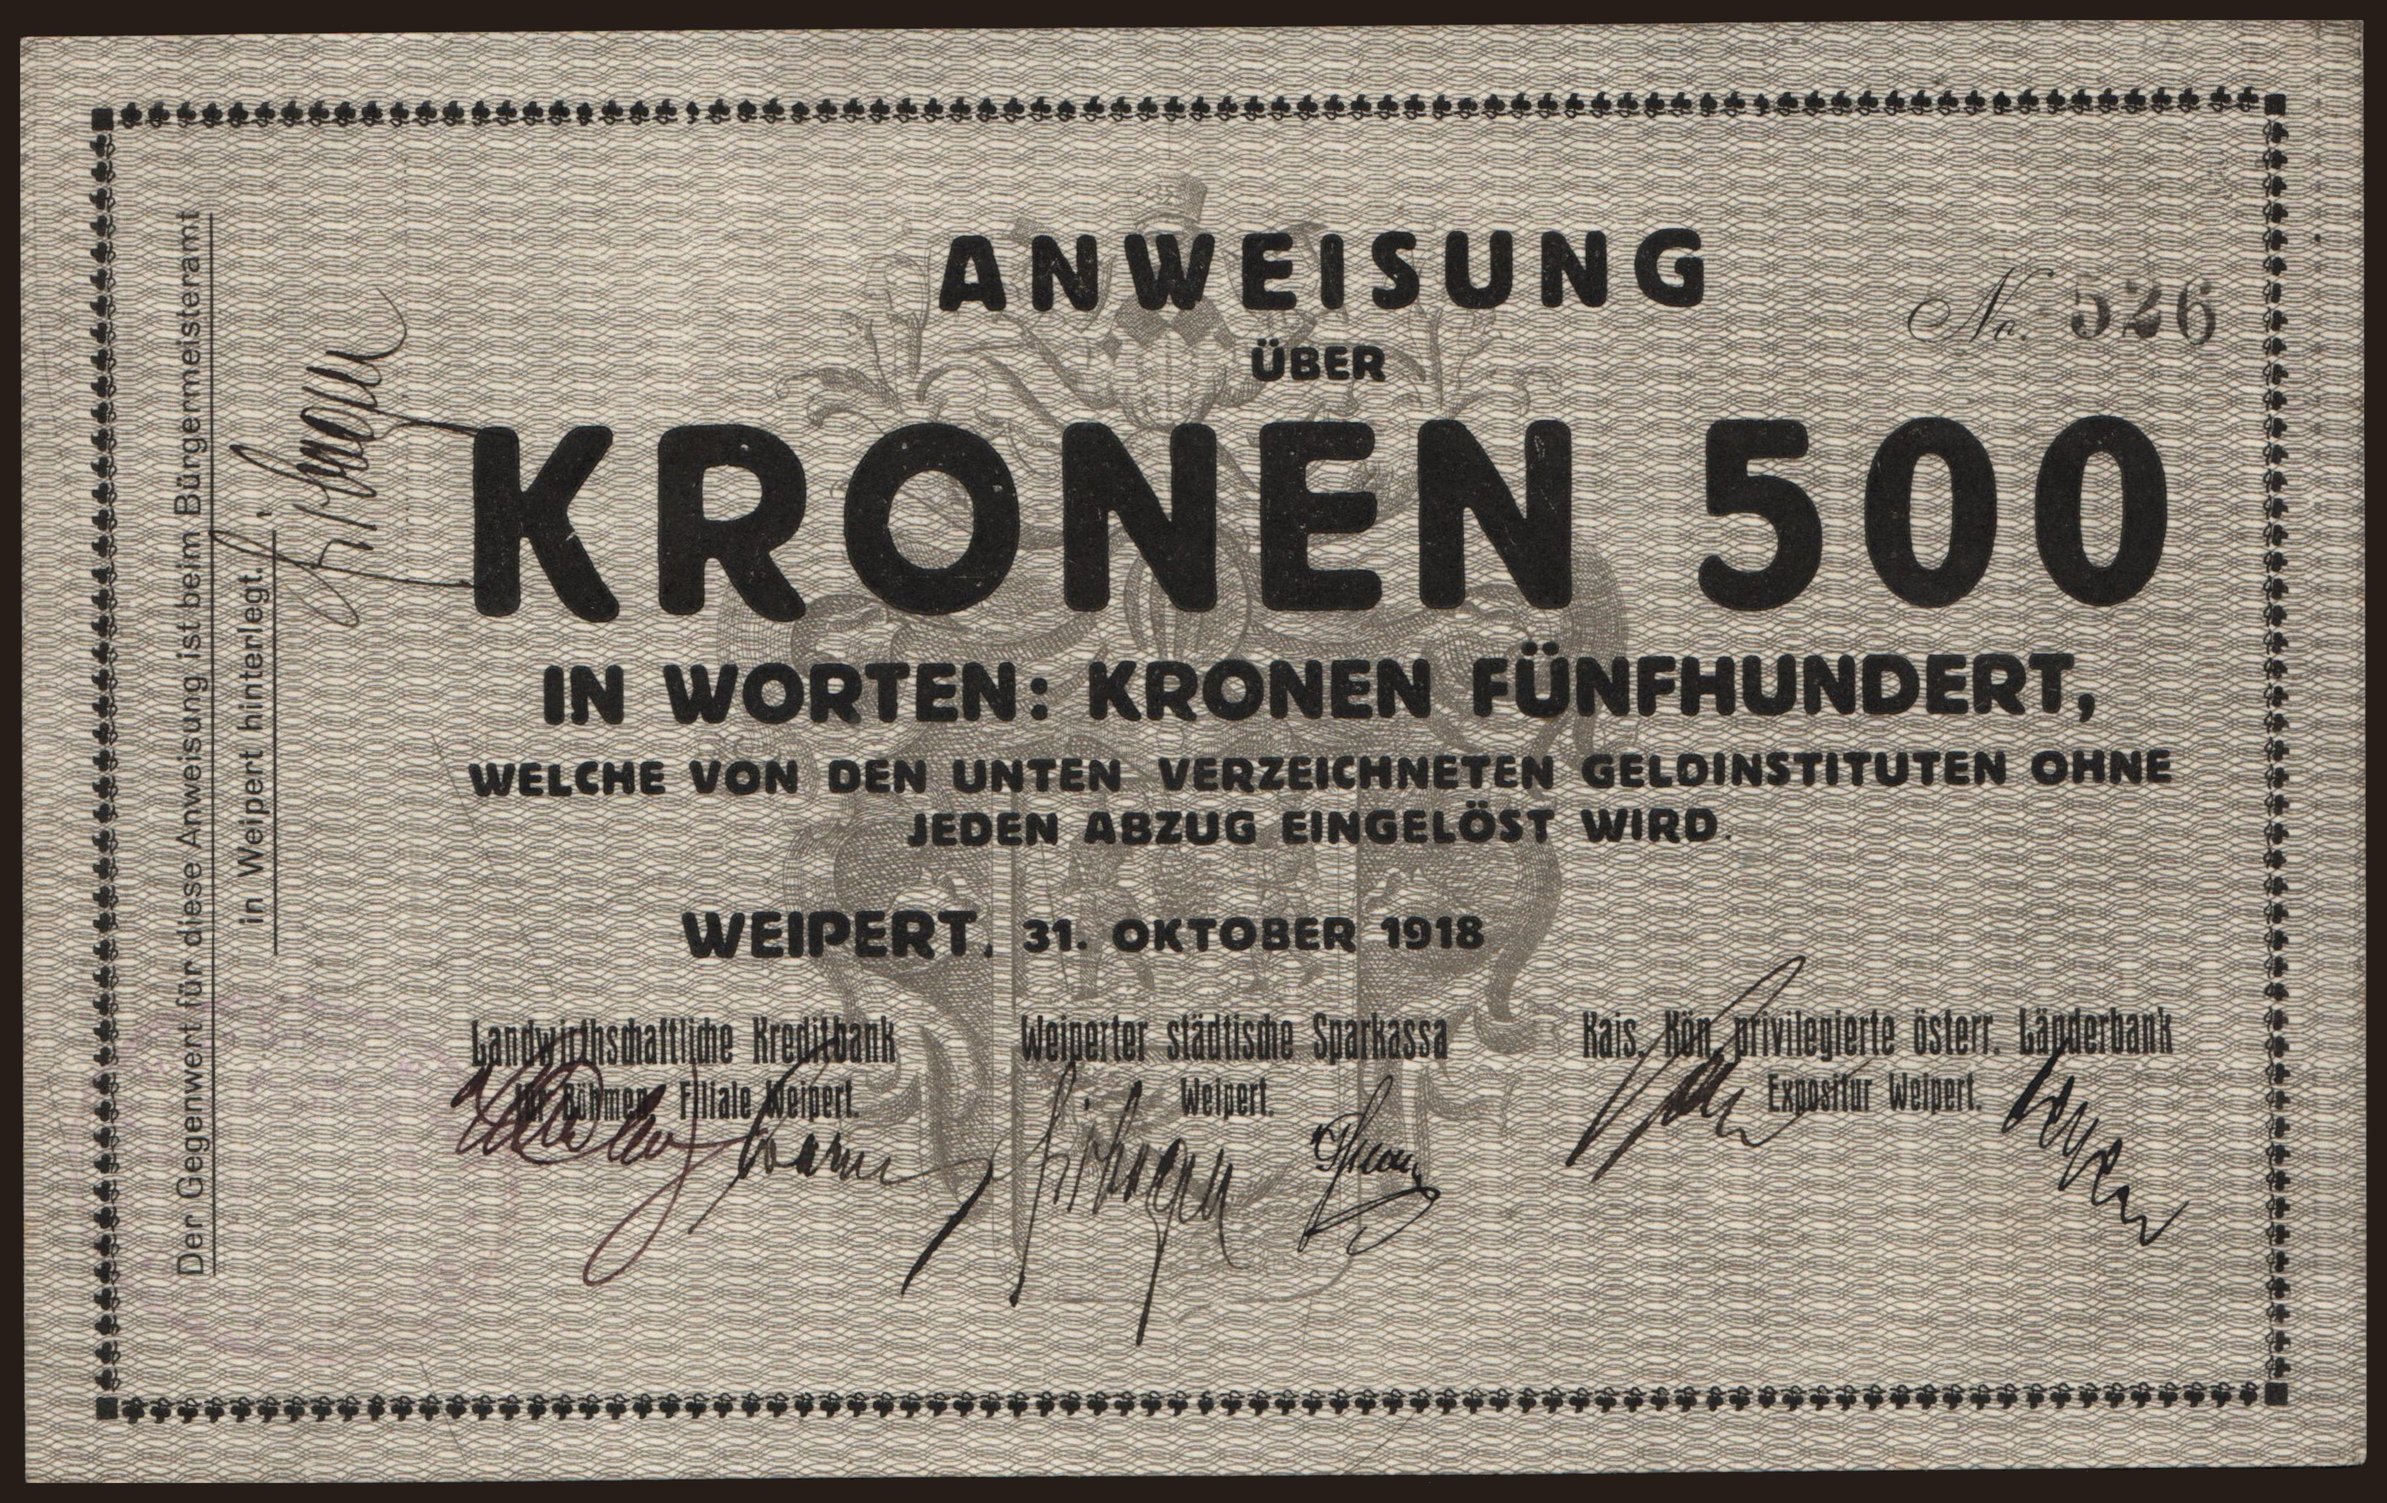 Der Gegenwert für diese Anweisung ist beim Bürgermeisteramt
in Weipert hinterlegt.
ANWEISUNG
No. 526
ÜBER
KRONEN 500
IN WORTEN: KRONEN FÜNFHUNDERT,
WELCHE VON DEN UNTEN VERZEICHNETEN GELDINSTITUTEN OHNE
JEDEN ABZUG EINGELÖST WIRD.
WEIPERT, 31. OKTOBER 1918
Landwirthschaftliche Kreditbank
für Böhmen, Filiale Weipert.
Weiperter städtische Sparkassa
Weipert.
Kais. Kön. privilegierte österr. Länderbank
Expositur Weipert.